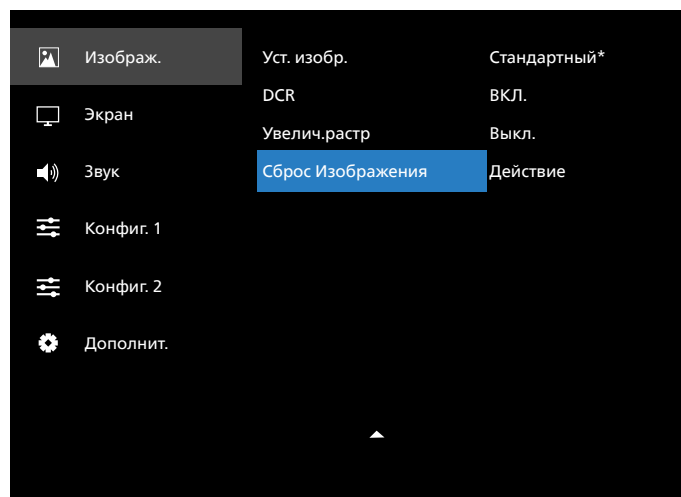 Изображ.
Экран
Звук
Конфиг. 1
Конфиг. 2
Дополнит.
Уст. изобр. Стандартный*
DCR ВКЛ.
Увелич.растр Выкл.
Сброс Изображения Действие